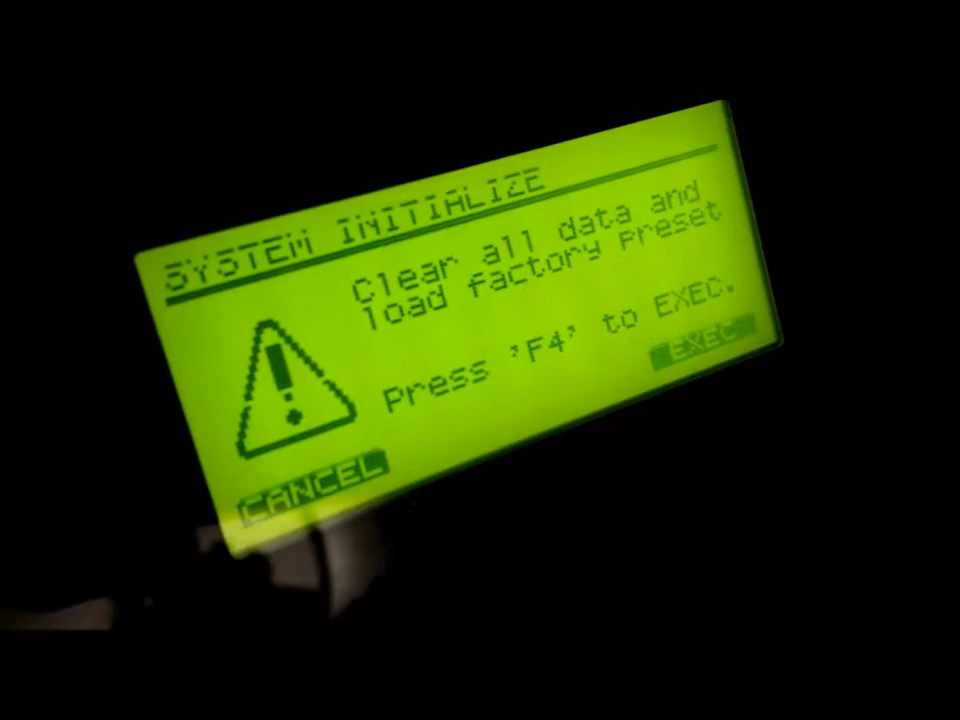 SYSTEM INITIALIZE
Clear all data and
load factory preset
Press 'F4' to EXEC.
CANCEL
EXEC